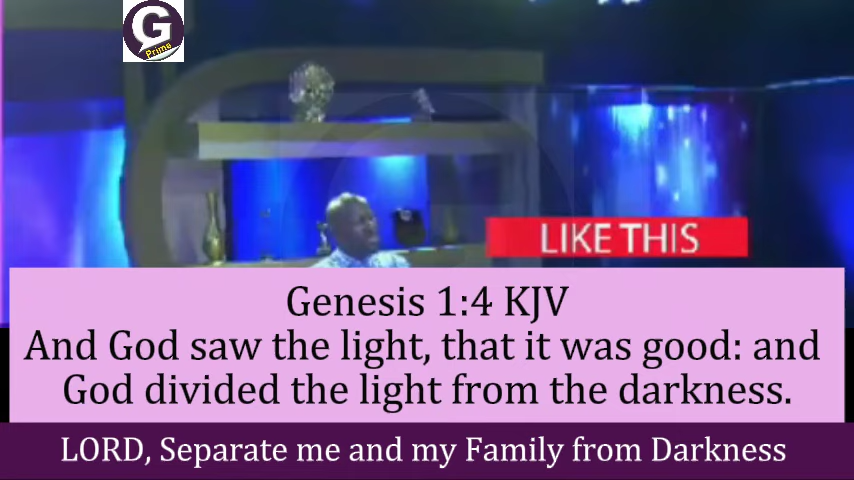 G
Prime
LIKE THIS
Genesis 1:4 KJV
And God saw the light, that it was good: and
God divided the light from the darkness.
LORD, Separate me and my Family from Darkness